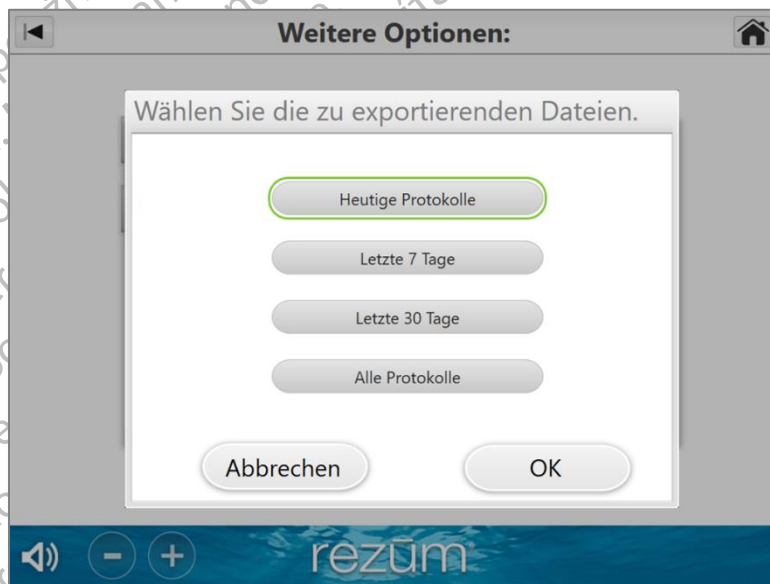 Weitere Optionen:
Wählen Sie die zu exportierenden Dateien.
Heutige Protokolle
Letzte 7 Tage
Letzte 30 Tage
Alle Protokolle
Abbrechen
OK
rezūm